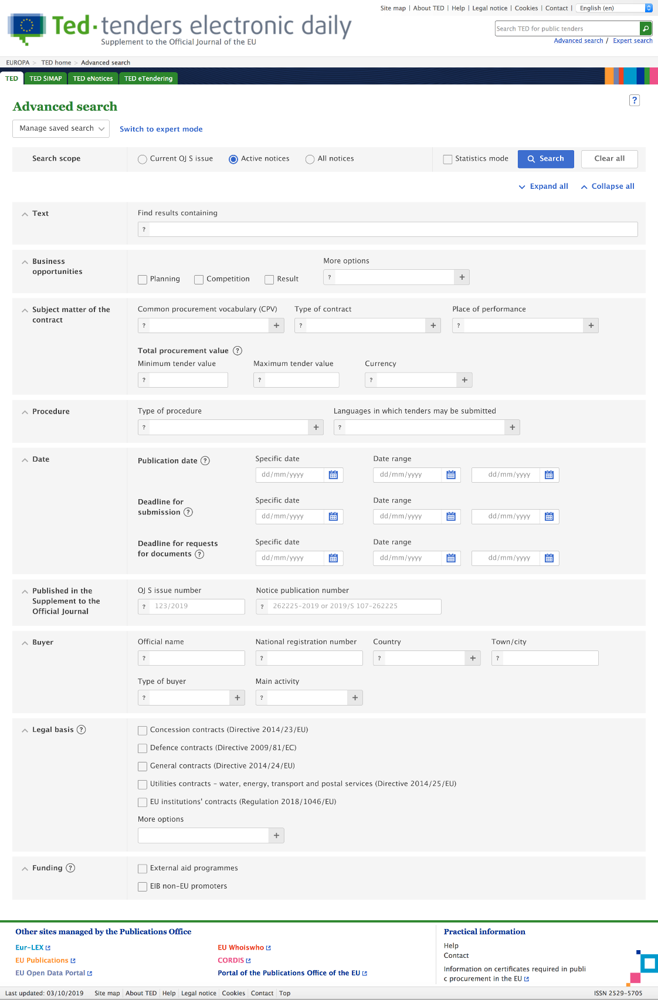 Site map | About TED | Help | Legal notice | Cookies | Contact | English (en)
Ted·tenders electronic daily
Supplement to the Official Journal of the EU
Search TED for public tenders
Advanced search / Expert search
EUROPA > TED home > Advanced search
TED TED SIMAP TED eNotices TED eTendering
Advanced search ?
Manage saved search Switch to expert mode
Search scope Current OJ S issue Active notices All notices Statistics mode Search Clear all
Expand all Collapse all
Text Find results containing
?
Business opportunities More options
Planning Competition Result ? +
Subject matter of the contract Common procurement vocabulary (CPV) Type of contract Place of performance
? + ? + ? +
Total procurement value ?
Minimum tender value Maximum tender value Currency
? ? ? +
Procedure Type of procedure Languages in which tenders may be submitted
? + ? +
Date Publication date ? Specific date Date range
dd/mm/yyyy dd/mm/yyyy dd/mm/yyyy
Deadline for submission ? Specific date Date range
dd/mm/yyyy dd/mm/yyyy dd/mm/yyyy
Deadline for requests for documents ? Specific date Date range
dd/mm/yyyy dd/mm/yyyy dd/mm/yyyy
Published in the Supplement to the Official Journal OJ S issue number Notice publication number
? 123/2019 ? 262225-2019 or 2019/S 107-262225
Buyer Official name National registration number Country Town/city
? ? ? + ?
Type of buyer Main activity
? + ? +
Legal basis ? Concession contracts (Directive 2014/23/EU)
Defence contracts (Directive 2009/81/EC)
General contracts (Directive 2014/24/EU)
Utilities contracts – water, energy, transport and postal services (Directive 2014/25/EU)
EU institutions' contracts (Regulation 2018/1046/EU)
More options
+
Funding ? External aid programmes
EIB non-EU promoters
Other sites managed by the Publications Office Practical information
Eur-LEX EU Whoiswho Help
EU Publications CORDIS Contact
EU Open Data Portal Portal of the Publications Office of the EU Information on certificates required in publi
c procurement in the EU
Last updated: 03/10/2019 Site map About TED Help Legal notice Cookies Contact Top ISSN 2529-5705